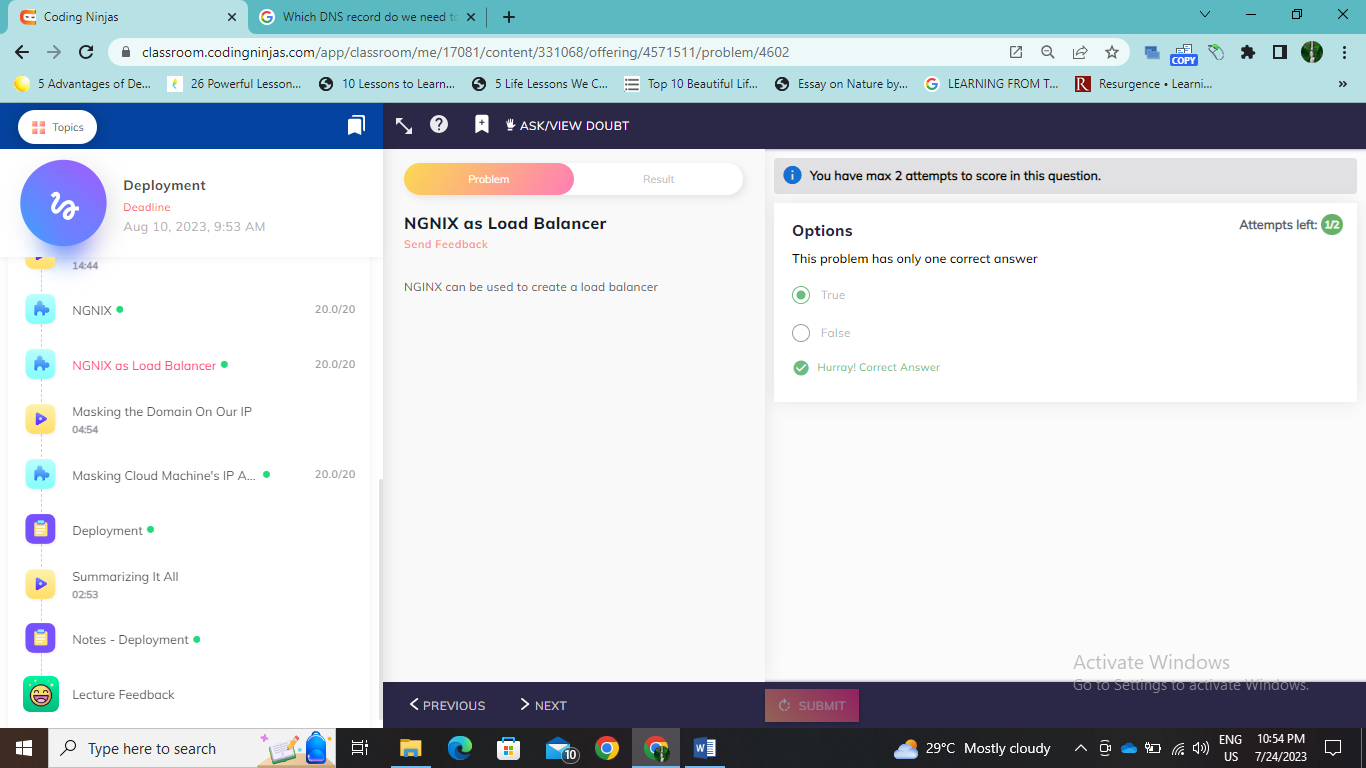 Coding Ninjas
Which DNS record do we need to
classroom.codingninjas.com/app/classroom/me/17081/content/331068/offering/4571511/problem/4602
COPY
5 Advantages of De...
26 Powerful Lesson...
10 Lessons to Learn...
5 Life Lessons We C...
Top 10 Beautiful Lif...
Essay on Nature by...
LEARNING FROM T...
Resurgence • Learni...
»
Topics
ASK/VIEW DOUBT
Deployment
Deadline
Aug 10, 2023, 9:53 AM
14:44
NGNIX
20.0/20
NGNIX as Load Balancer
20.0/20
Masking the Domain On Our IP
04:54
Masking Cloud Machine's IP A...
20.0/20
Deployment
Summarizing It All
02:53
Notes - Deployment
Lecture Feedback
Problem
Result
NGNIX as Load Balancer
Send Feedback
NGINX can be used to create a load balancer
You have max 2 attempts to score in this question.
Options
Attempts left: 1/2
This problem has only one correct answer
True
False
Hurray! Correct Answer
Activate Windows
Go to Settings to activate Windows.
PREVIOUS
NEXT
SUBMIT
Type here to search
10
29°C Mostly cloudy
ENG
US
10:54 PM
7/24/2023